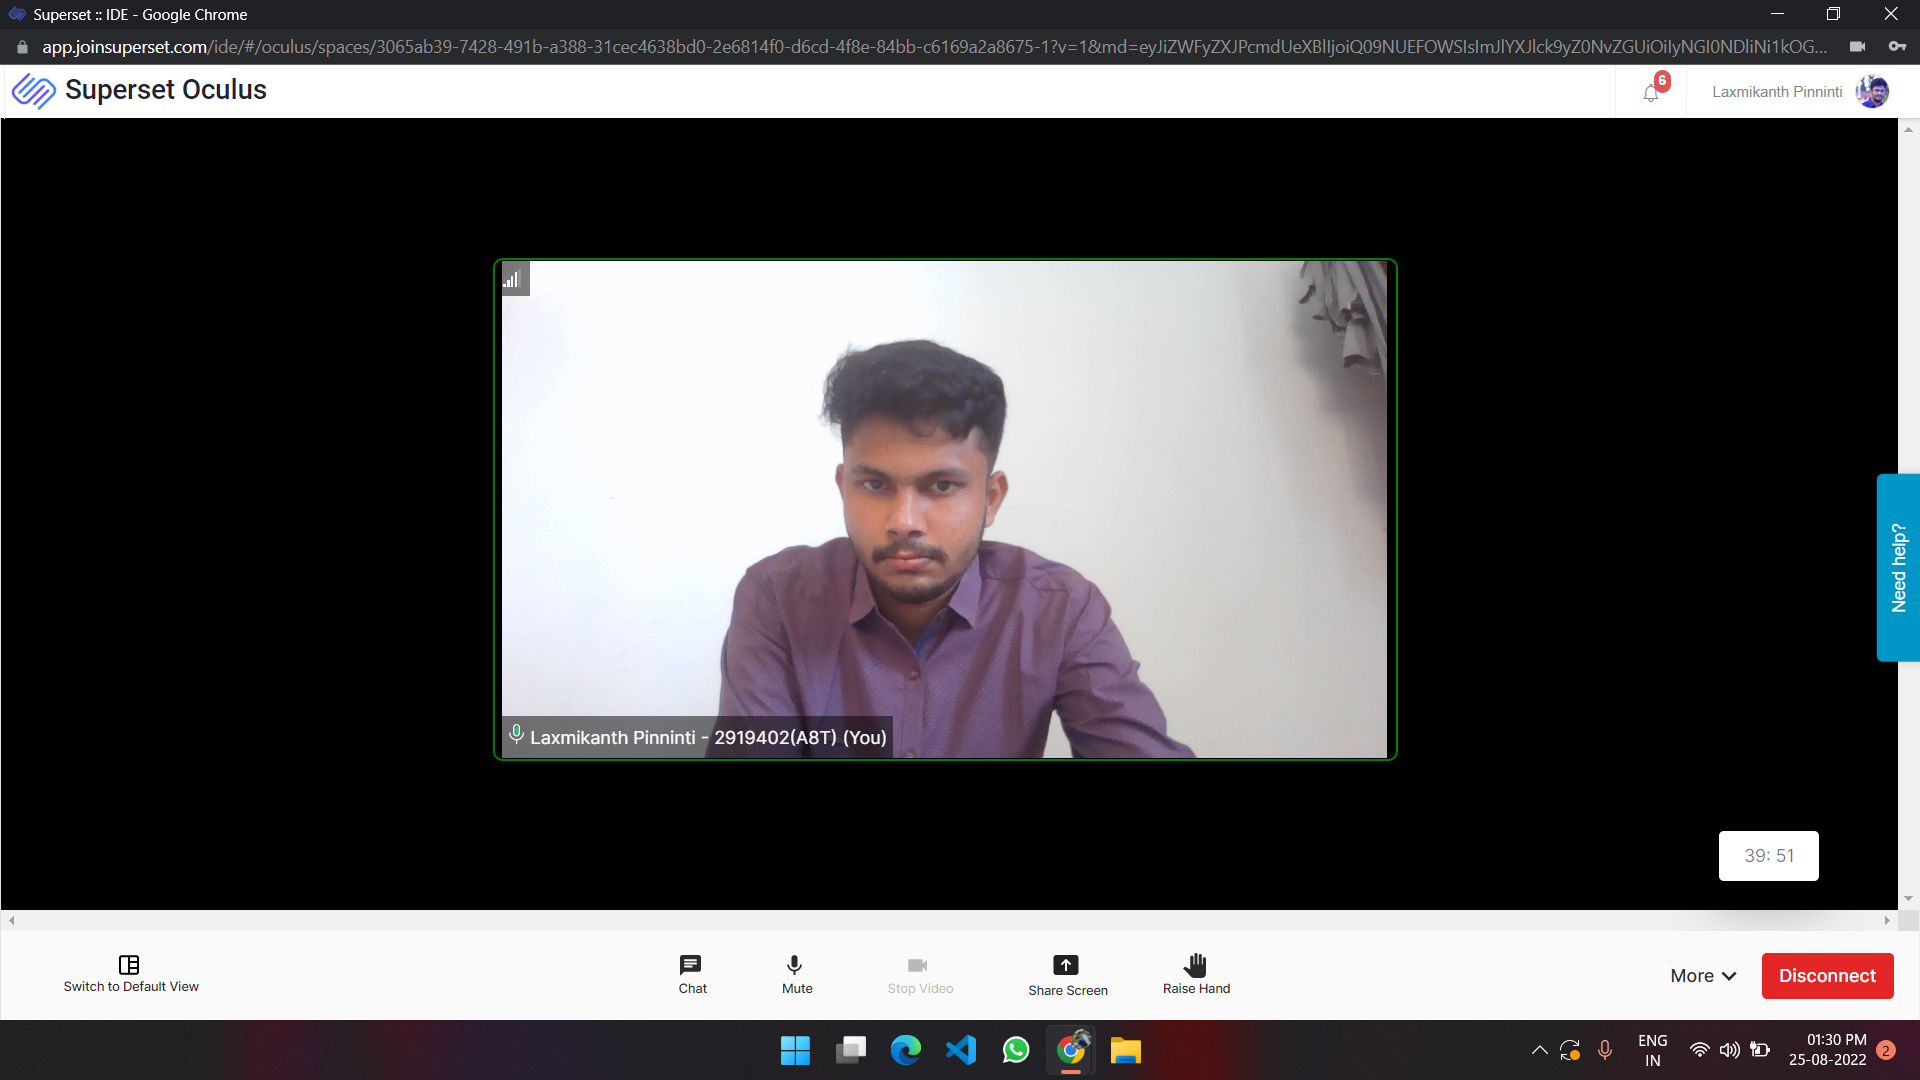 Superset :: IDE - Google Chrome
app.joinsuperset.com/ide/#/oculus/spaces/3065ab39-7428-491b-a388-31cec4638bd0-2e6814f0-d6cd-4f8e-84bb-c6169a2a8675-1?v=1&md=eyJiZWFyZXJPcmdUeXBlIjoiQ09NUEFOWSIsImJlYXJlck9yZ0NvZGUiOiIyNGI0NDliNi1kOG...
Superset Oculus
6
Laxmikanth Pinninti
Need help?
Laxmikanth Pinninti - 2919402(A8T) (You)
39: 51
Switch to Default View
Chat
Mute
Stop Video
Share Screen
Raise Hand
More
Disconnect
ENG
IN
01:30 PM
25-08-2022
2